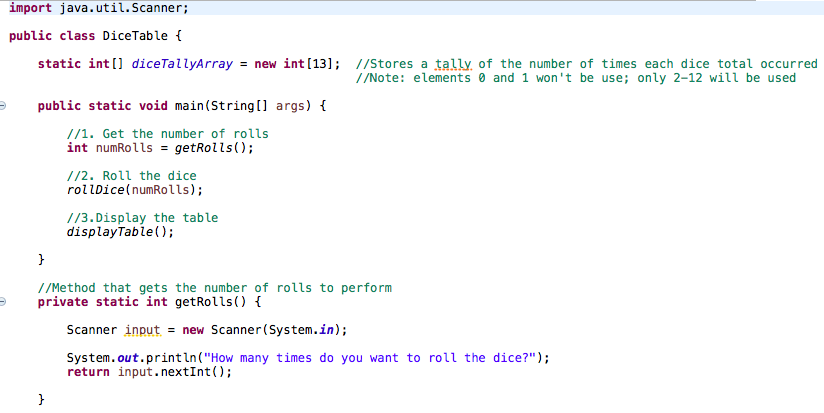 import java.util.Scanner;
public class DiceTable {
static int[] diceTallyArray = new int[13]; //Stores a tally of the number of times each dice total occurred
//Note: elements 0 and 1 won't be use; only 2-12 will be used
public static void main(String[] args) {
//1. Get the number of rolls
int numRolls = getRolls();
//2. Roll the dice
rollDice(numRolls);
//3.Display the table
displayTable();
}
//Method that gets the number of rolls to perform
private static int getRolls() {
Scanner input = new Scanner(System.in);
System.out.println("How many times do you want to roll the dice?");
return input.nextInt();
}